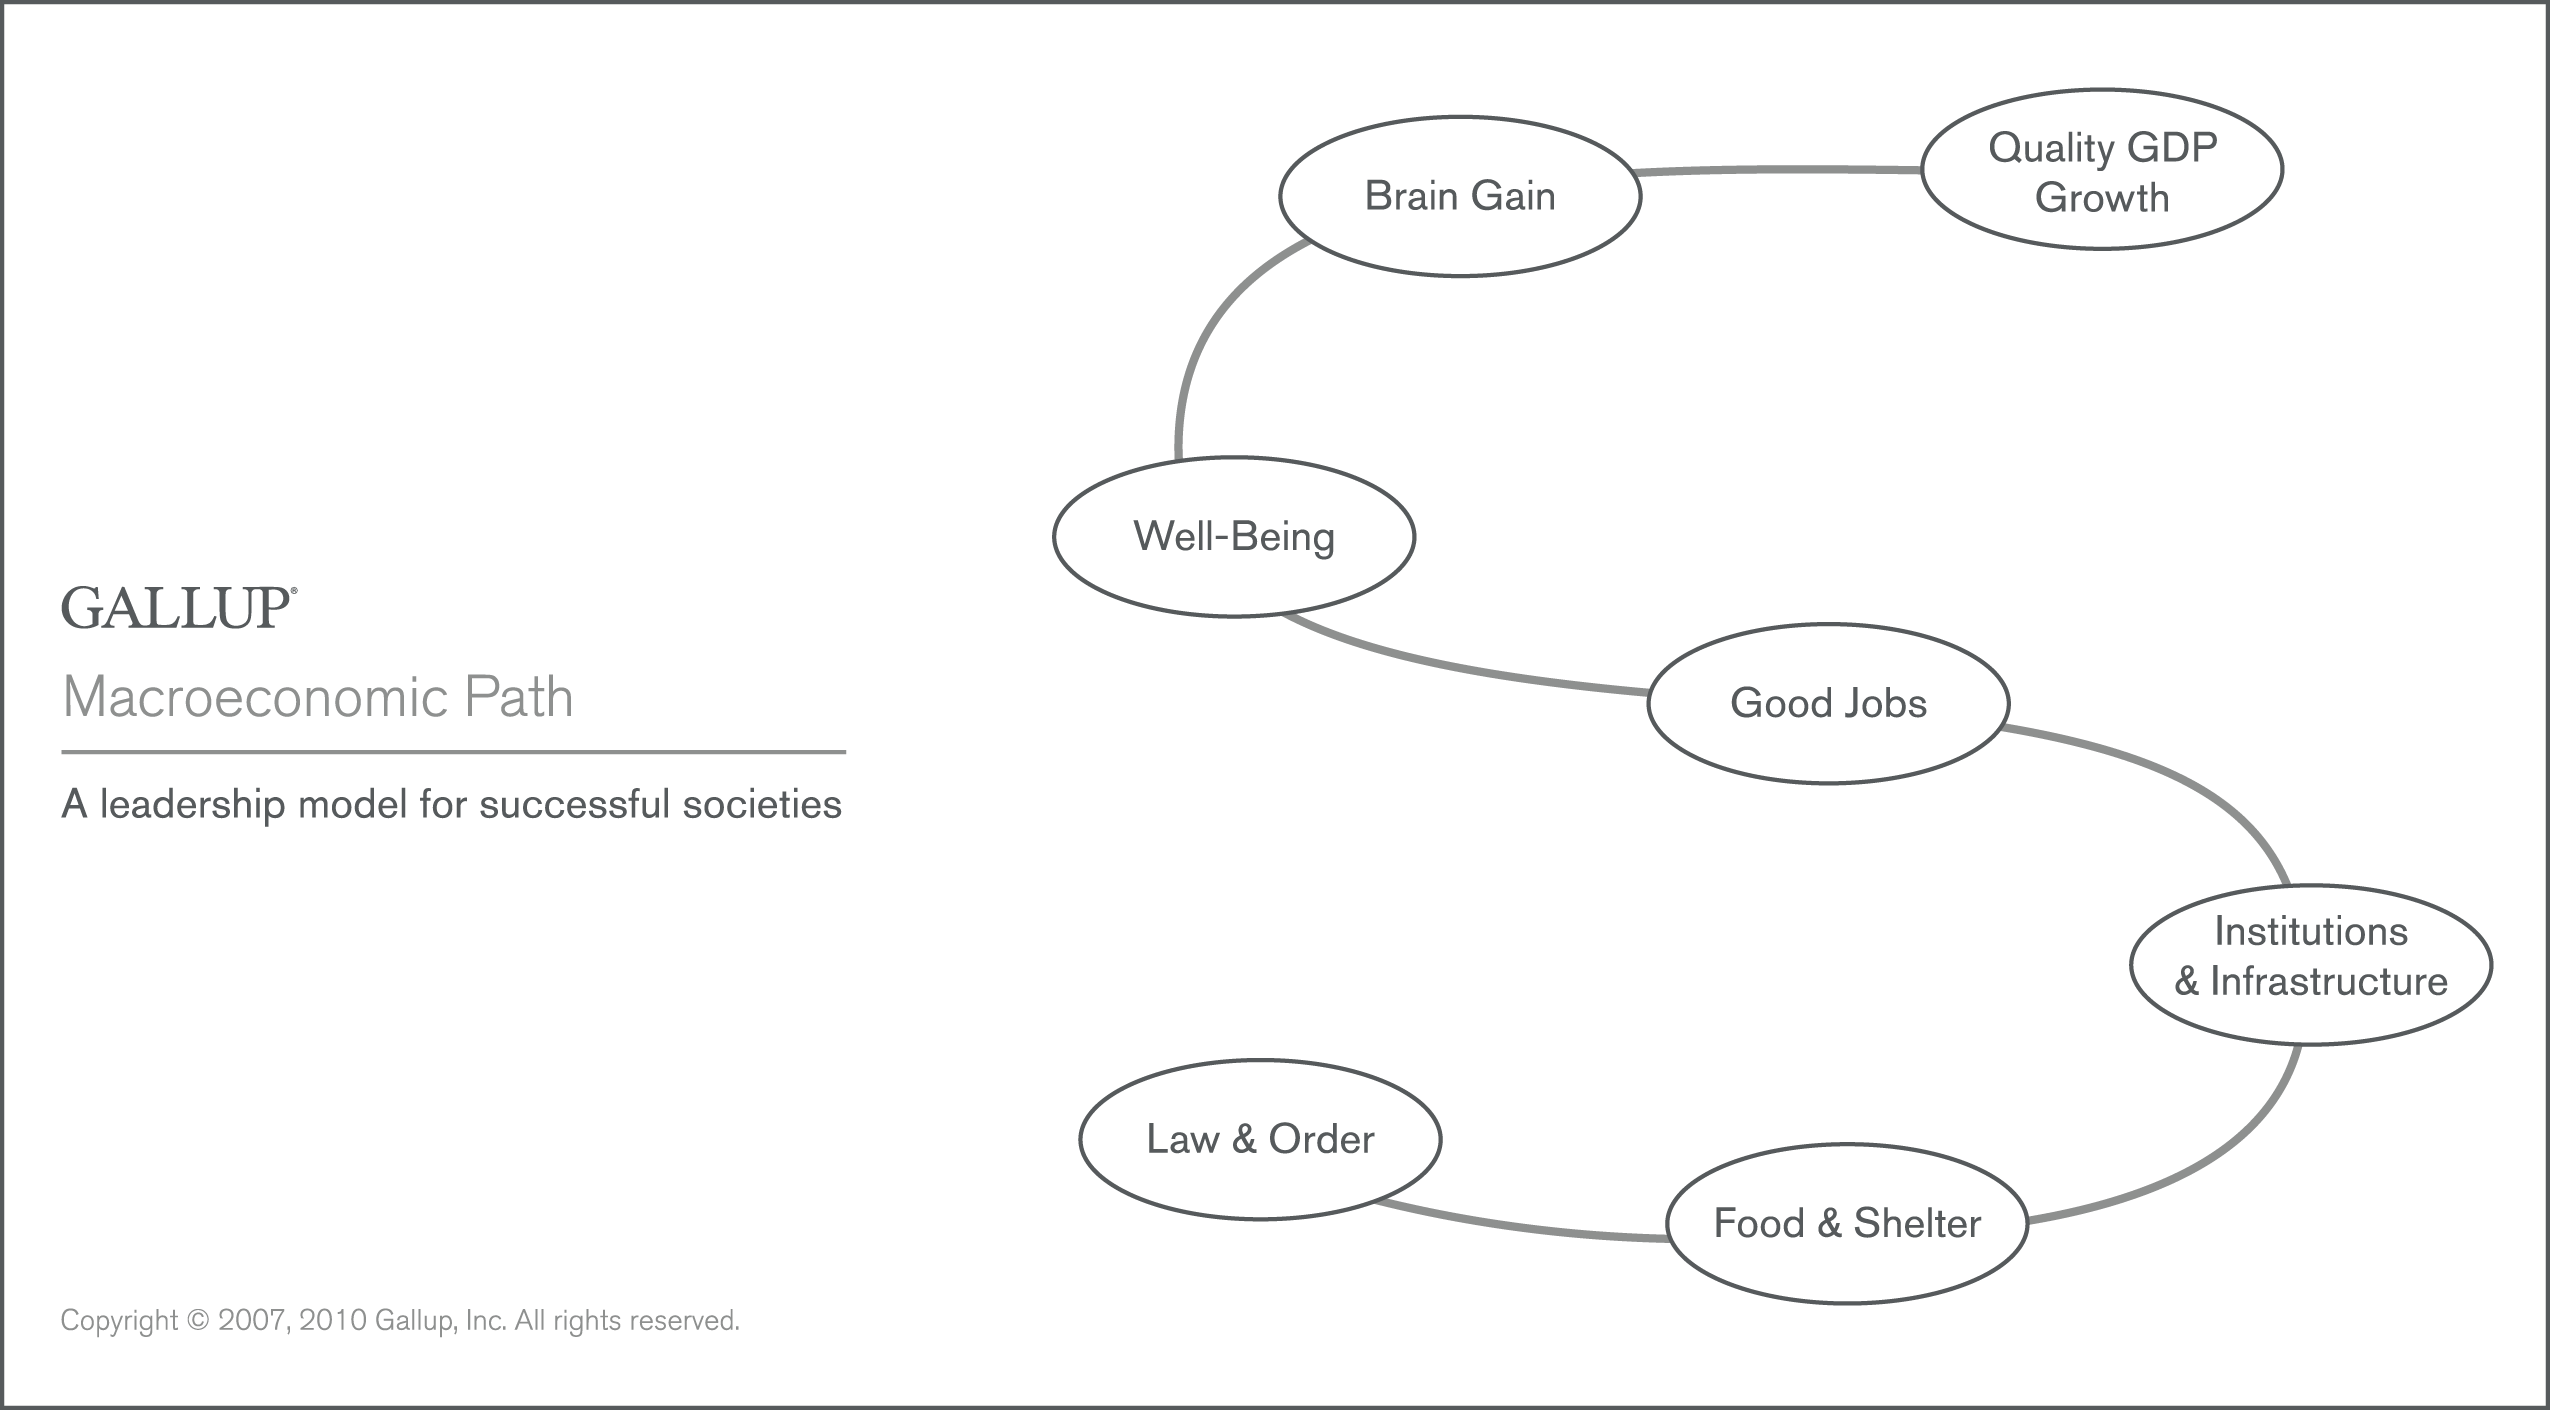 GALLUP®
Macroeconomic Path
A leadership model for successful societies
Copyright © 2007, 2010 Gallup, Inc. All rights reserved.
Brain Gain
Quality GDP
Growth
Well-Being
Good Jobs
Institutions
& Infrastructure
Law & Order
Food & Shelter